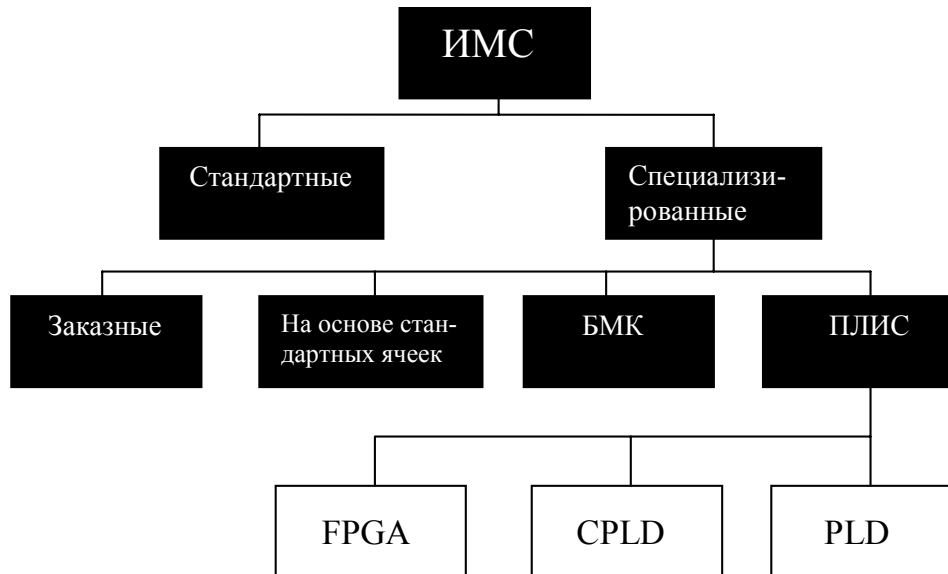 ИМС
Стандартные
Специализи-
рованные
Заказные
На основе стан-
дартных ячеек
БМК
ПЛИС
FPGA
CPLD
PLD